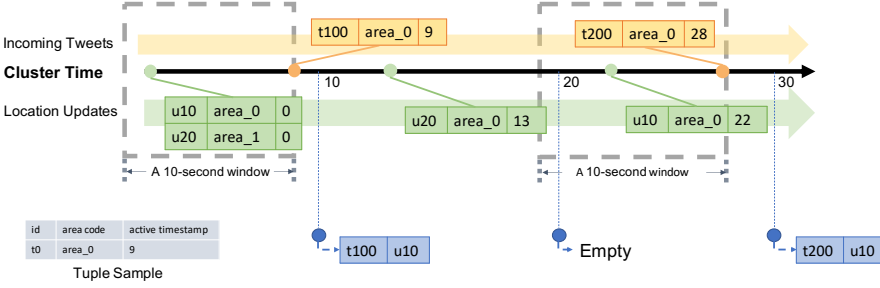 t100 area_0 9
t200 area_0 28
Incoming Tweets
Cluster Time
10
20
30
Location Updates
u10 area_0 0
u20 area_1 0
u20 area_0 13
u10 area_0 22
A 10-second window
A 10-second window
id area code active timestamp
t0 area_0 9
Tuple Sample
t100 u10
Empty
t200 u10